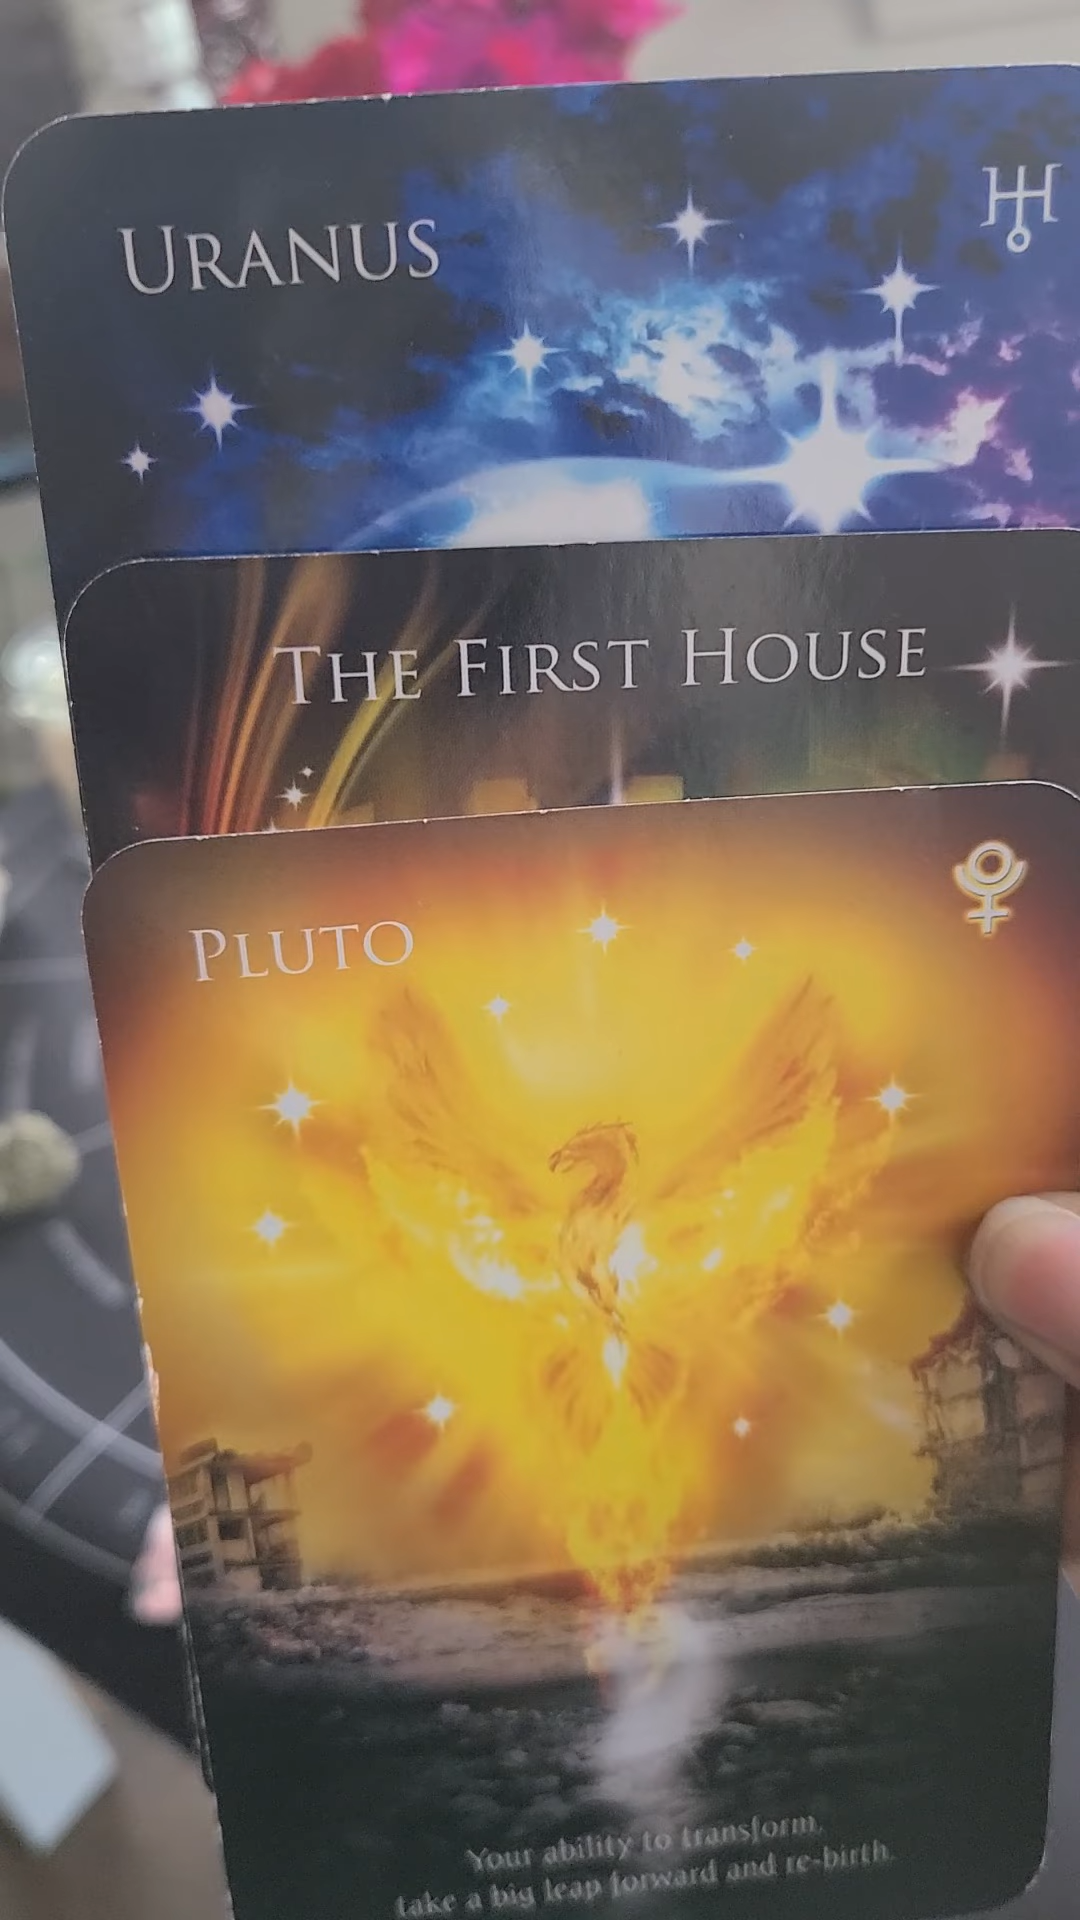 URANUS
THE FIRST HOUSE
PLUTO
Your ability to transform,
take a big leap forward and re-birth.